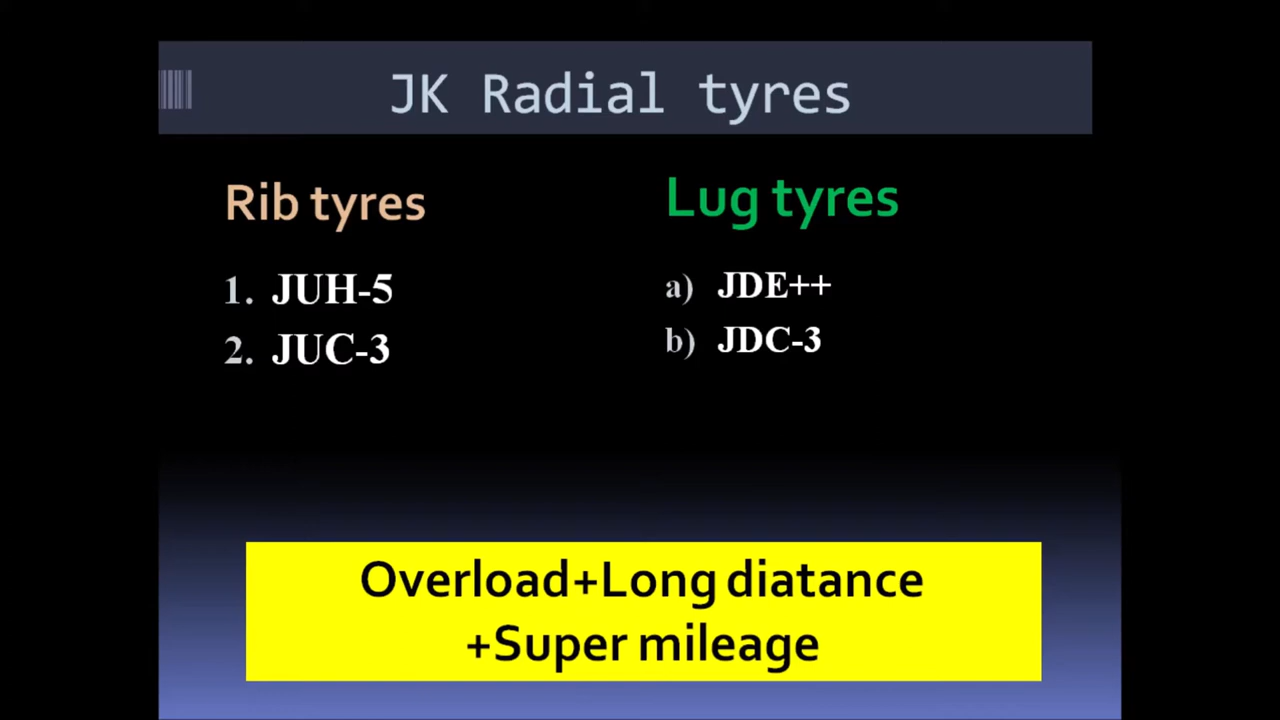 JK Radial tyres
Rib tyres
1. JUH-5
2. JUC-3
Lug tyres
a) JDE++
b) JDC-3
Overload+Long diatance
+Super mileage